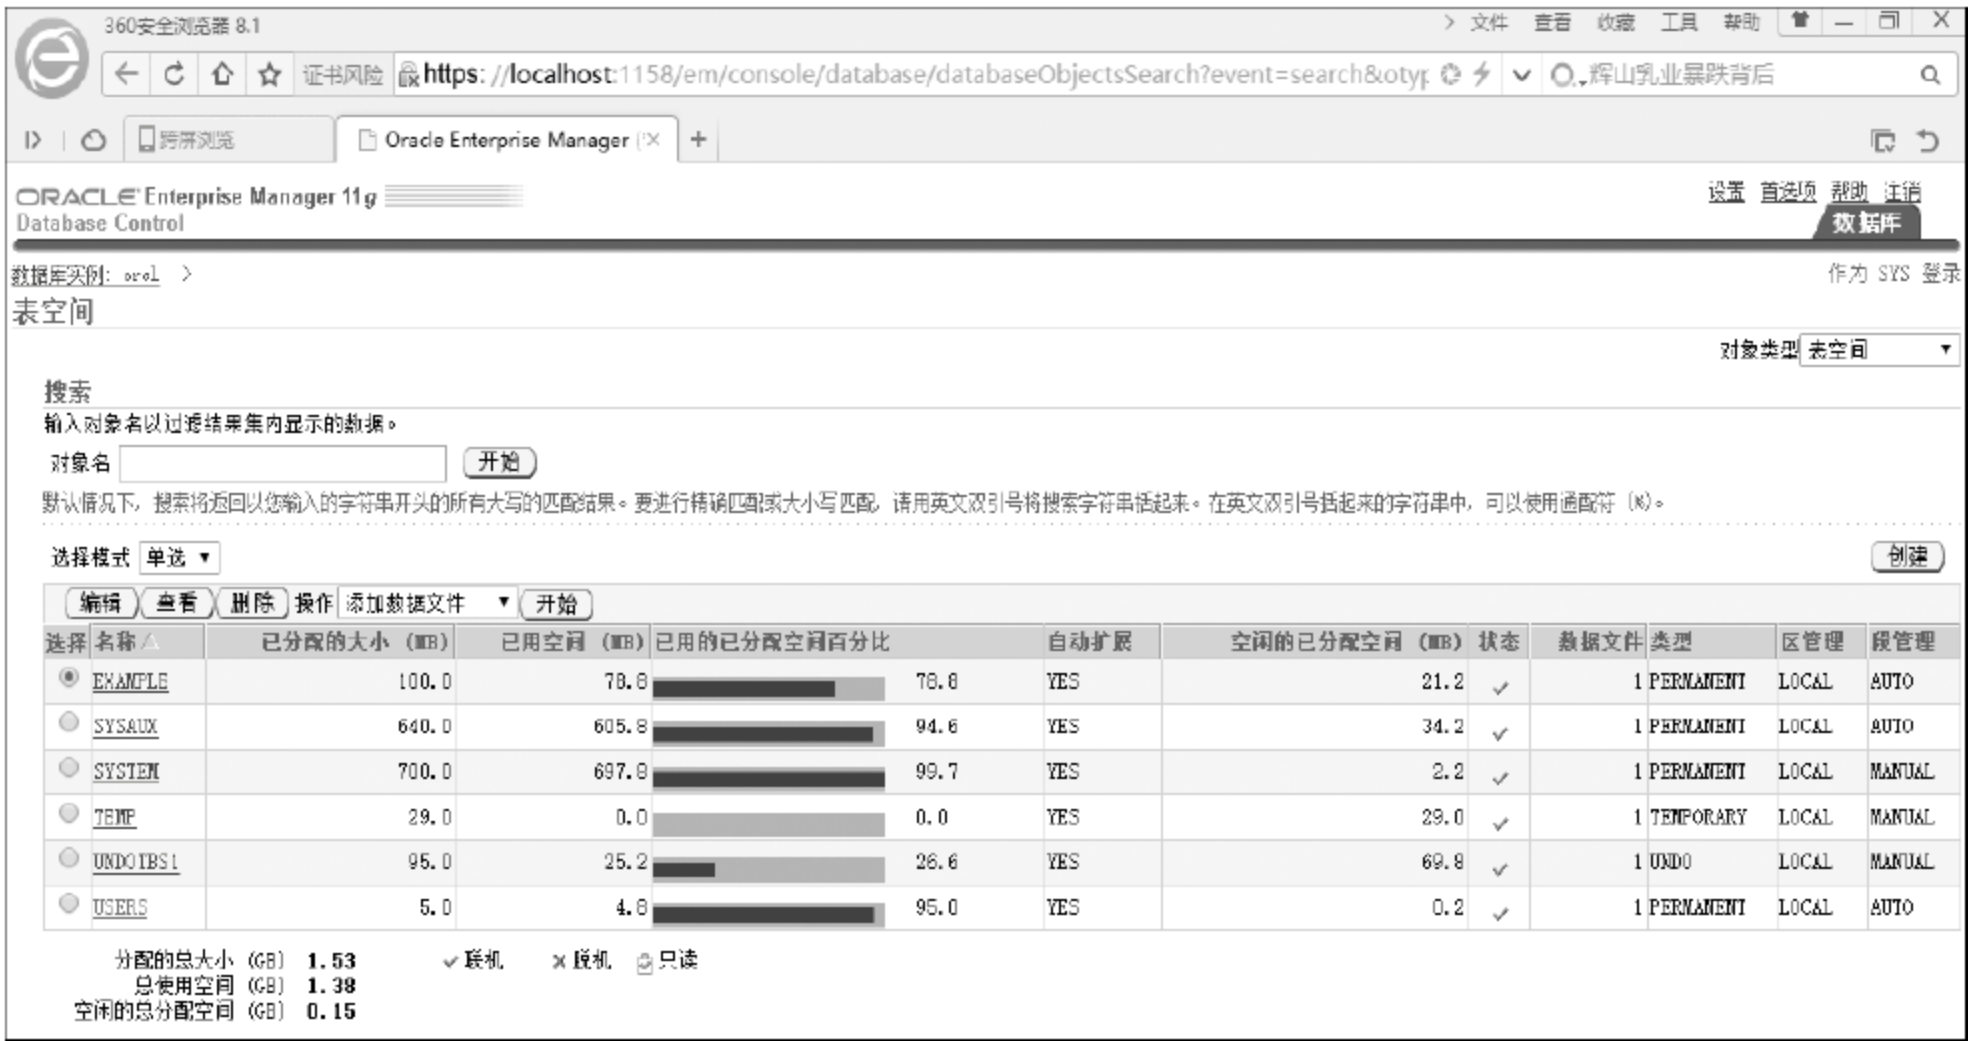 360安全浏览器 8.1 > 文件 查看 收藏 工具 帮助
证书风险 https://localhost:1158/em/console/database/databaseObjectsSearch?event=search&otyp 辉山乳业暴跌背后
跨屏浏览 Oracle Enterprise Manager (
ORACLE Enterprise Manager 11g 设置 首选项 帮助 注销
Database Control 数据库
数据库实例: orcl > 作为 SYS 登录
表空间
对象类型 表空间
搜索
输入对象名以过滤结果集内显示的数据。
对象名 开始
默认情况下, 搜索将返回以您输入的字符串开头的所有大写的匹配结果。要进行精确匹配或大小写匹配, 请用英文双引号将搜索字符串括起来。在英文双引号括起来的字符串中, 可以使用通配符 (%)。
选择模式 单选 创建
编辑 查看 删除 操作 添加数据文件 开始
选择 名称 已分配的大小 (MB) 已用空间 (MB) 已用的已分配空间百分比 自动扩展 空闲的已分配空间 (MB) 状态 数据文件 类型 区管理 段管理
EXAMPLE 100.0 78.8 78.8 YES 21.2 ✓ 1 PERMANENT LOCAL AUTO
SYSAUX 640.0 605.8 94.6 YES 34.2 ✓ 1 PERMANENT LOCAL AUTO
SYSTEM 700.0 697.8 99.7 YES 2.2 ✓ 1 PERMANENT LOCAL MANUAL
TEMP 29.0 0.0 0.0 YES 29.0 ✓ 1 TEMPORARY LOCAL MANUAL
UNDOTBS1 95.0 25.2 26.6 YES 69.8 ✓ 1 UNDO LOCAL MANUAL
USERS 5.0 4.8 95.0 YES 0.2 ✓ 1 PERMANENT LOCAL AUTO
分配的总大小 (GB) 1.53 ✓ 联机 × 脱机 只读
总使用空间 (GB) 1.38
空闲的总分配空间 (GB) 0.15